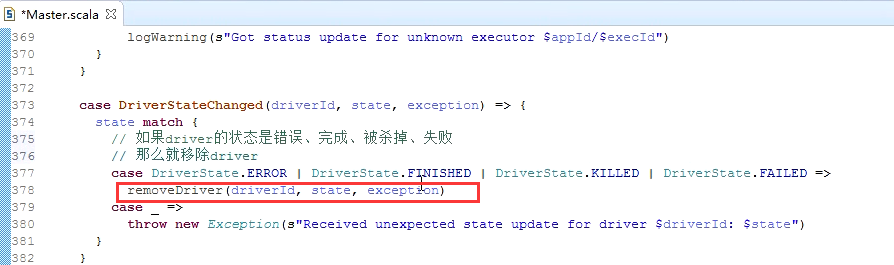 *Master.scala
369 logWarning(s"Got status update for unknown executor $appId/$execId")
370 }
371 }
372
373 case DriverStateChanged(driverId, state, exception) => {
374 state match {
375 // 如果driver的状态是错误、完成、被杀掉、失败
376 // 那么就移除driver
377 case DriverState.ERROR | DriverState.FINISHED | DriverState.KILLED | DriverState.FAILED =>
378 removeDriver(driverId, state, exception)
379 case _ =>
380 throw new Exception(s"Received unexpected state update for driver $driverId: $state")
381 }
382 }